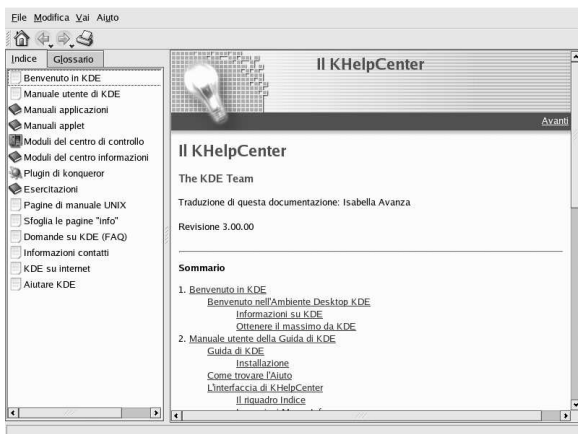 File Modifica Vai Aiuto
Indice Glossario
Benvenuto in KDE
Manuale utente di KDE
Manuali applicazioni
Manuali applet
Moduli del centro di controllo
Moduli del centro informazioni
Plugin di konqueror
Esercitazioni
Pagine di manuale UNIX
Sfoglia le pagine "info"
Domande su KDE (FAQ)
Informazioni contatti
KDE su internet
Aiutare KDE
Il KHelpCenter
Avanti
Il KHelpCenter
The KDE Team
Traduzione di questa documentazione: Isabella Avanza
Revisione 3.00.00
Sommario
1. Benvenuto in KDE
Benvenuto nell'Ambiente Desktop KDE
Informazioni su KDE
Ottenere il massimo da KDE
2. Manuale utente della Guida di KDE
Guida di KDE
Installazione
Come trovare l'Aiuto
L'interfaccia di KHelpCenter
Il riquadro Indice